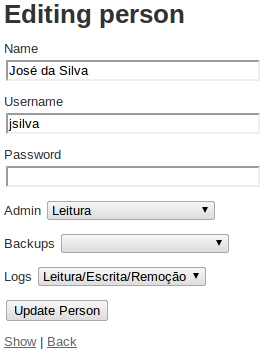 Editing person
Name
José da Silva
Username
jsilva
Password
Admin Leitura
Backups
Logs Leitura/Escrita/Remoção
Update Person
Show | Back